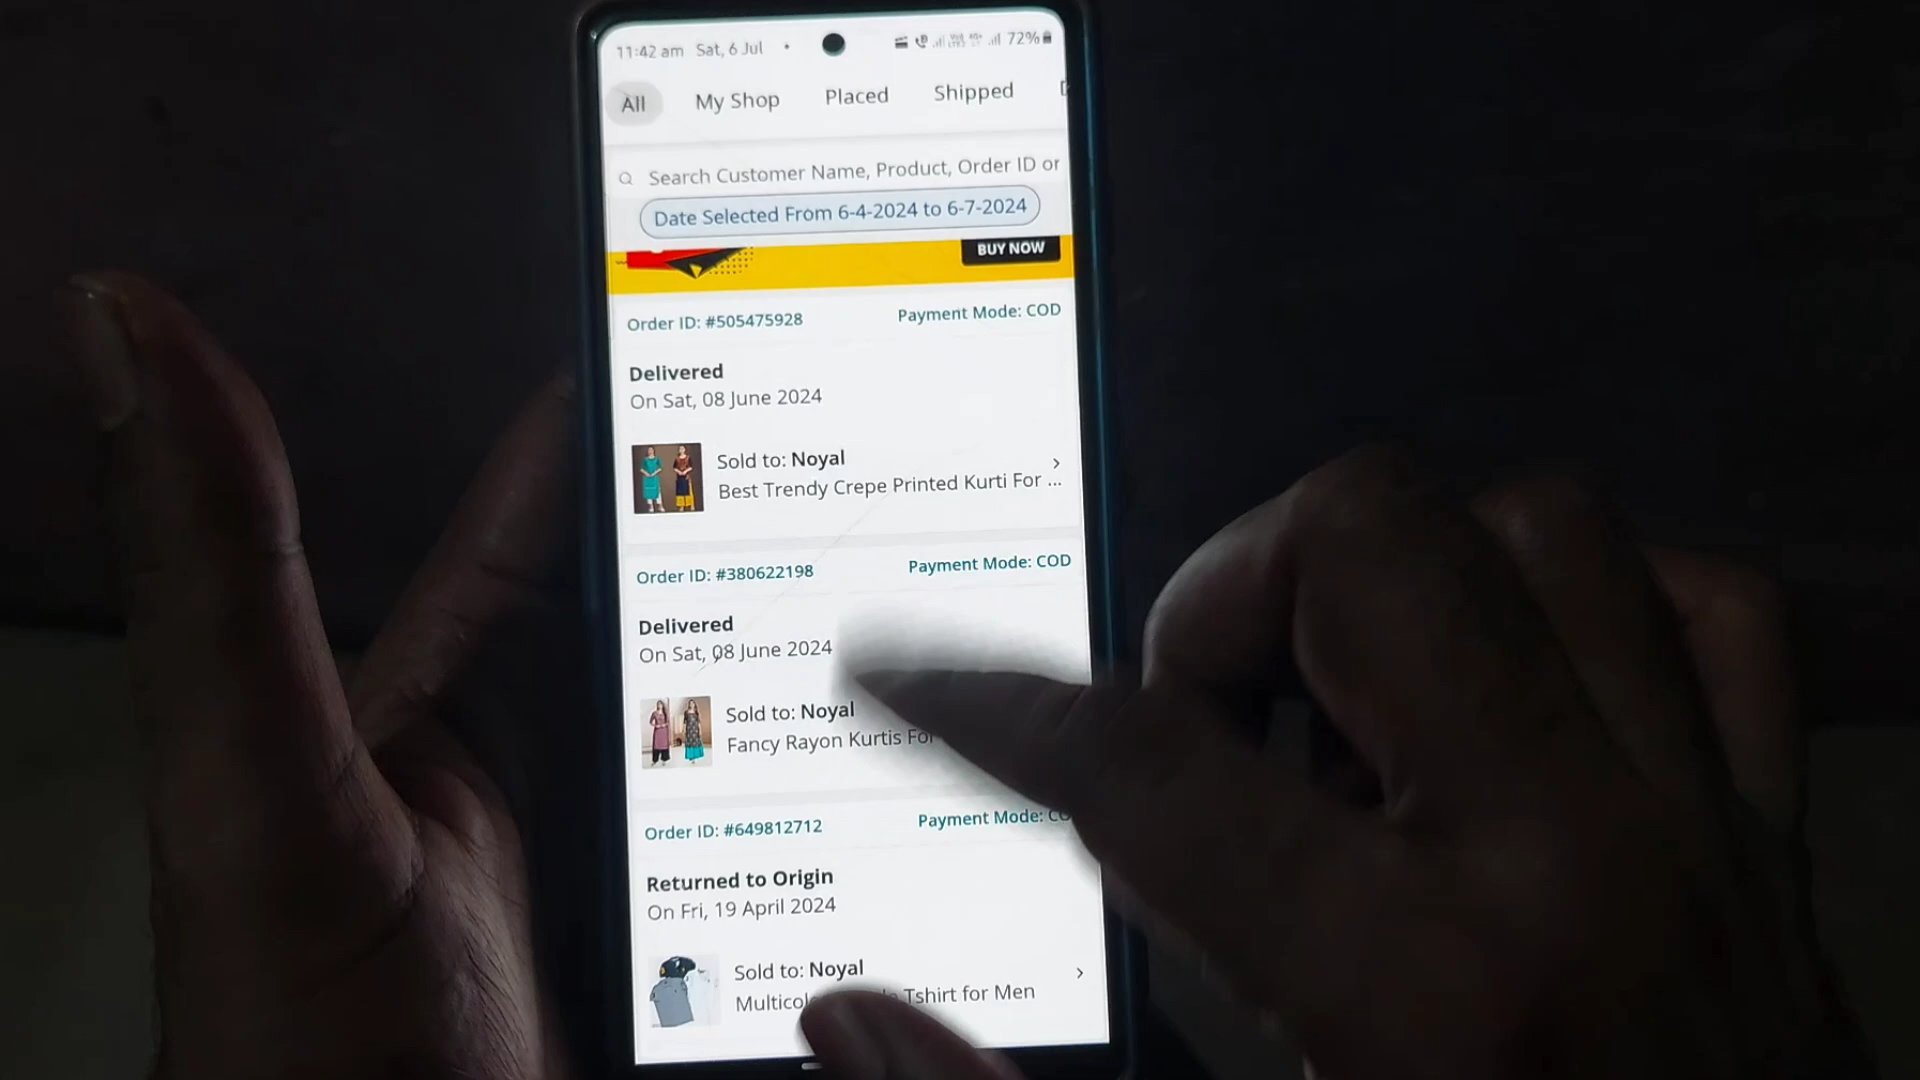 11:42 am Sat, 6 Jul 72%
All My Shop Placed Shipped
Search Customer Name, Product, Order ID or
Date Selected From 6-4-2024 to 6-7-2024
BUY NOW
Order ID: #505475928 Payment Mode: COD
Delivered
On Sat, 08 June 2024
Sold to: Noyal
Best Trendy Crepe Printed Kurti For ...
Order ID: #380622198 Payment Mode: COD
Delivered
On Sat, 08 June 2024
Sold to: Noyal
Fancy Rayon Kurtis For
Order ID: #649812712 Payment Mode:
Returned to Origin
On Fri, 19 April 2024
Sold to: Noyal
Tshirt for Men